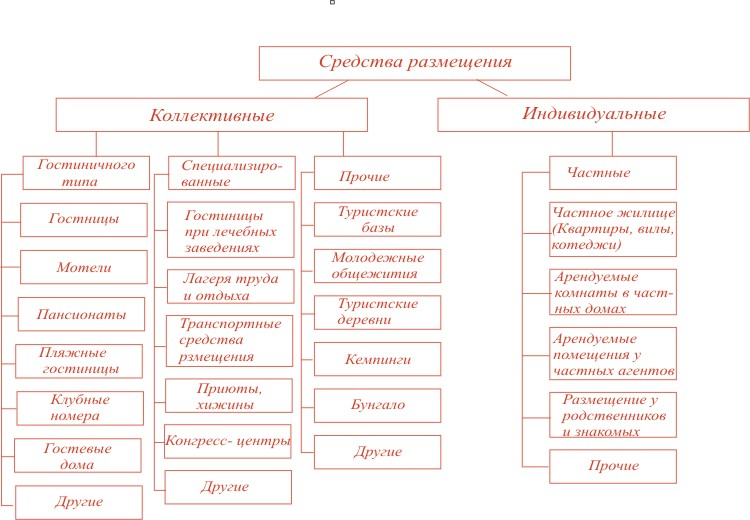 Средства размещения
Коллективные
Индивидуальные
Гостиничного
типа
Гостницы
Мотели
Пансионаты
Пляжные
гостиницы
Клубные
номера
Гостевые
дома
Другие
Специализиро-
ванные
Гостиницы
при лечебных
заведениях
Лагеря труда
и отдыха
Транспортные
средства
рзмещения
Приюты,
хижины
Конгресс- центры
Другие
Прочие
Туристские
базы
Молодежные
общежития
Туристские
деревни
Кемпинги
Бунгало
Другие
Частные
Частное жилище
(Квартиры, вилы,
котеджи)
Арендуемые
комнаты в част-
ных домах
Арендуемые
помещения у
частных агентов
Размещение у
родственников
и знакомых
Прочие